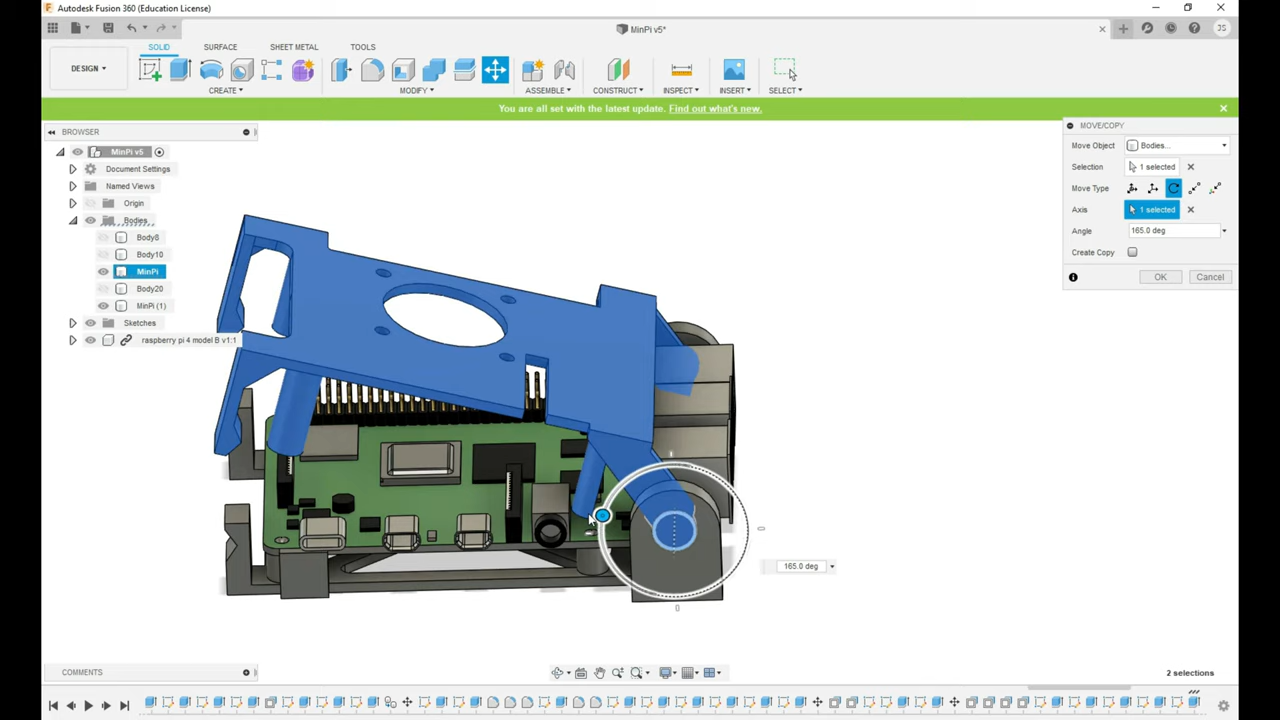 Autodesk Fusion 360 (Education License)
MinPi v5*
JS
SOLID SURFACE SHEET METAL TOOLS
DESIGN
CREATE MODIFY ASSEMBLE CONSTRUCT INSPECT INSERT SELECT
You are all set with the latest update. Find out what's new.
BROWSER
MinPi v5
Document Settings
Named Views
Origin
Bodies
Body8
Body10
MinPi
Body20
MinPi (1)
Sketches
raspberry pi 4 model B v1:1
MOVE/COPY
Move Object Bodies...
Selection 1 selected
Move Type
Axis 1 selected
Angle 165.0 deg
Create Copy
OK Cancel
165.0 deg
0
COMMENTS
2 selections